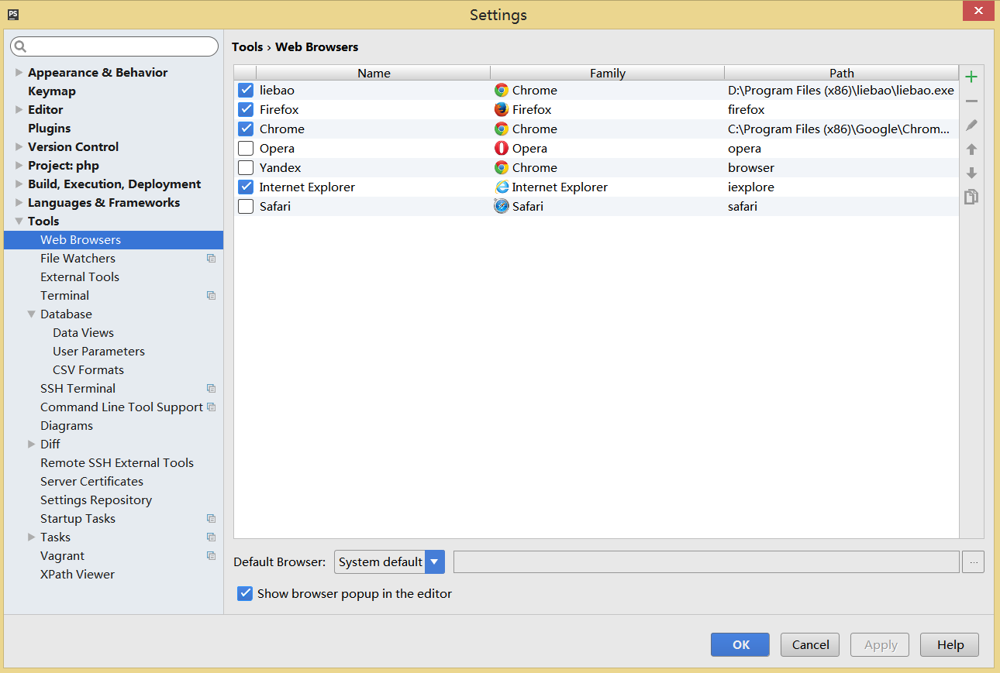 PS
Settings
Tools › Web Browsers
Appearance & Behavior
Keymap
Editor
Plugins
Version Control
Project: php
Build, Execution, Deployment
Languages & Frameworks
Tools
Web Browsers
File Watchers
External Tools
Terminal
Database
Data Views
User Parameters
CSV Formats
SSH Terminal
Command Line Tool Support
Diagrams
Diff
Remote SSH External Tools
Server Certificates
Settings Repository
Startup Tasks
Tasks
Vagrant
XPath Viewer
Name Family Path
liebao Chrome D:\Program Files (x86)\liebao\liebao.exe
Firefox Firefox firefox
Chrome Chrome C:\Program Files (x86)\Google\Chrom...
Opera Opera opera
Yandex Chrome browser
Internet Explorer Internet Explorer iexplore
Safari Safari safari
Default Browser: System default ...
Show browser popup in the editor
OK Cancel Apply Help